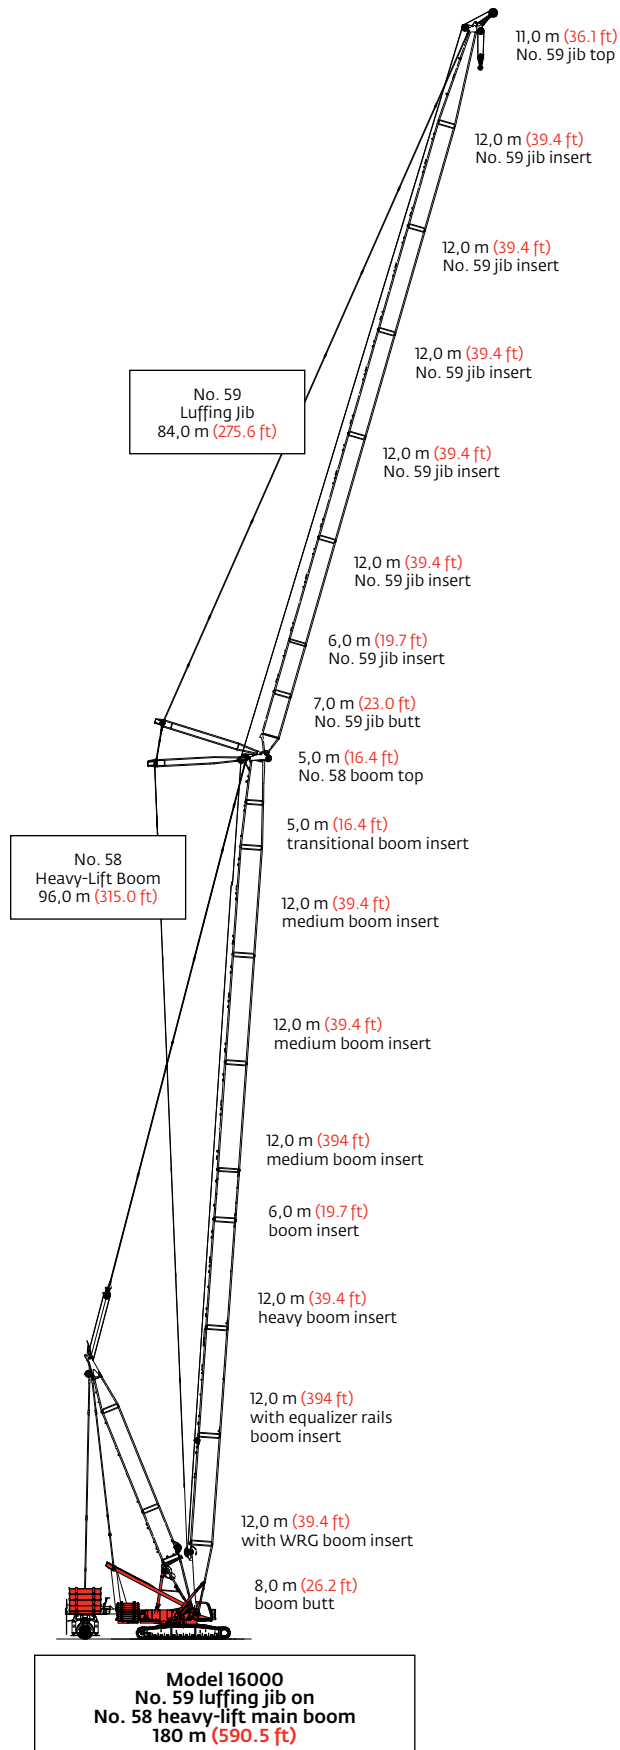 11,0 m (36.1 ft)
No. 59 jib top
12,0 m (39.4 ft)
No. 59 jib insert
12,0 m (39.4 ft)
No. 59 jib insert
12,0 m (39.4 ft)
No. 59 jib insert
No. 59
Luffing Jib
84,0 m (275.6 ft)
12,0 m (39.4 ft)
No. 59 jib insert
12,0 m (39.4 ft)
No. 59 jib insert
6,0 m (19.7 ft)
No. 59 jib insert
7,0 m (23.0 ft)
No. 59 jib butt
5,0 m (16.4 ft)
No. 58 boom top
5,0 m (16.4 ft)
transitional boom insert
No. 58
Heavy-Lift Boom
96,0 m (315.0 ft)
12,0 m (39.4 ft)
medium boom insert
12,0 m (39.4 ft)
medium boom insert
12,0 m (394 ft)
medium boom insert
6,0 m (19.7 ft)
boom insert
12,0 m (39.4 ft)
heavy boom insert
12,0 m (394 ft)
with equalizer rails
boom insert
12,0 m (39.4 ft)
with WRG boom insert
8,0 m (26.2 ft)
boom butt
Model 16000
No. 59 luffing jib on
No. 58 heavy-lift main boom
180 m (590.5 ft)